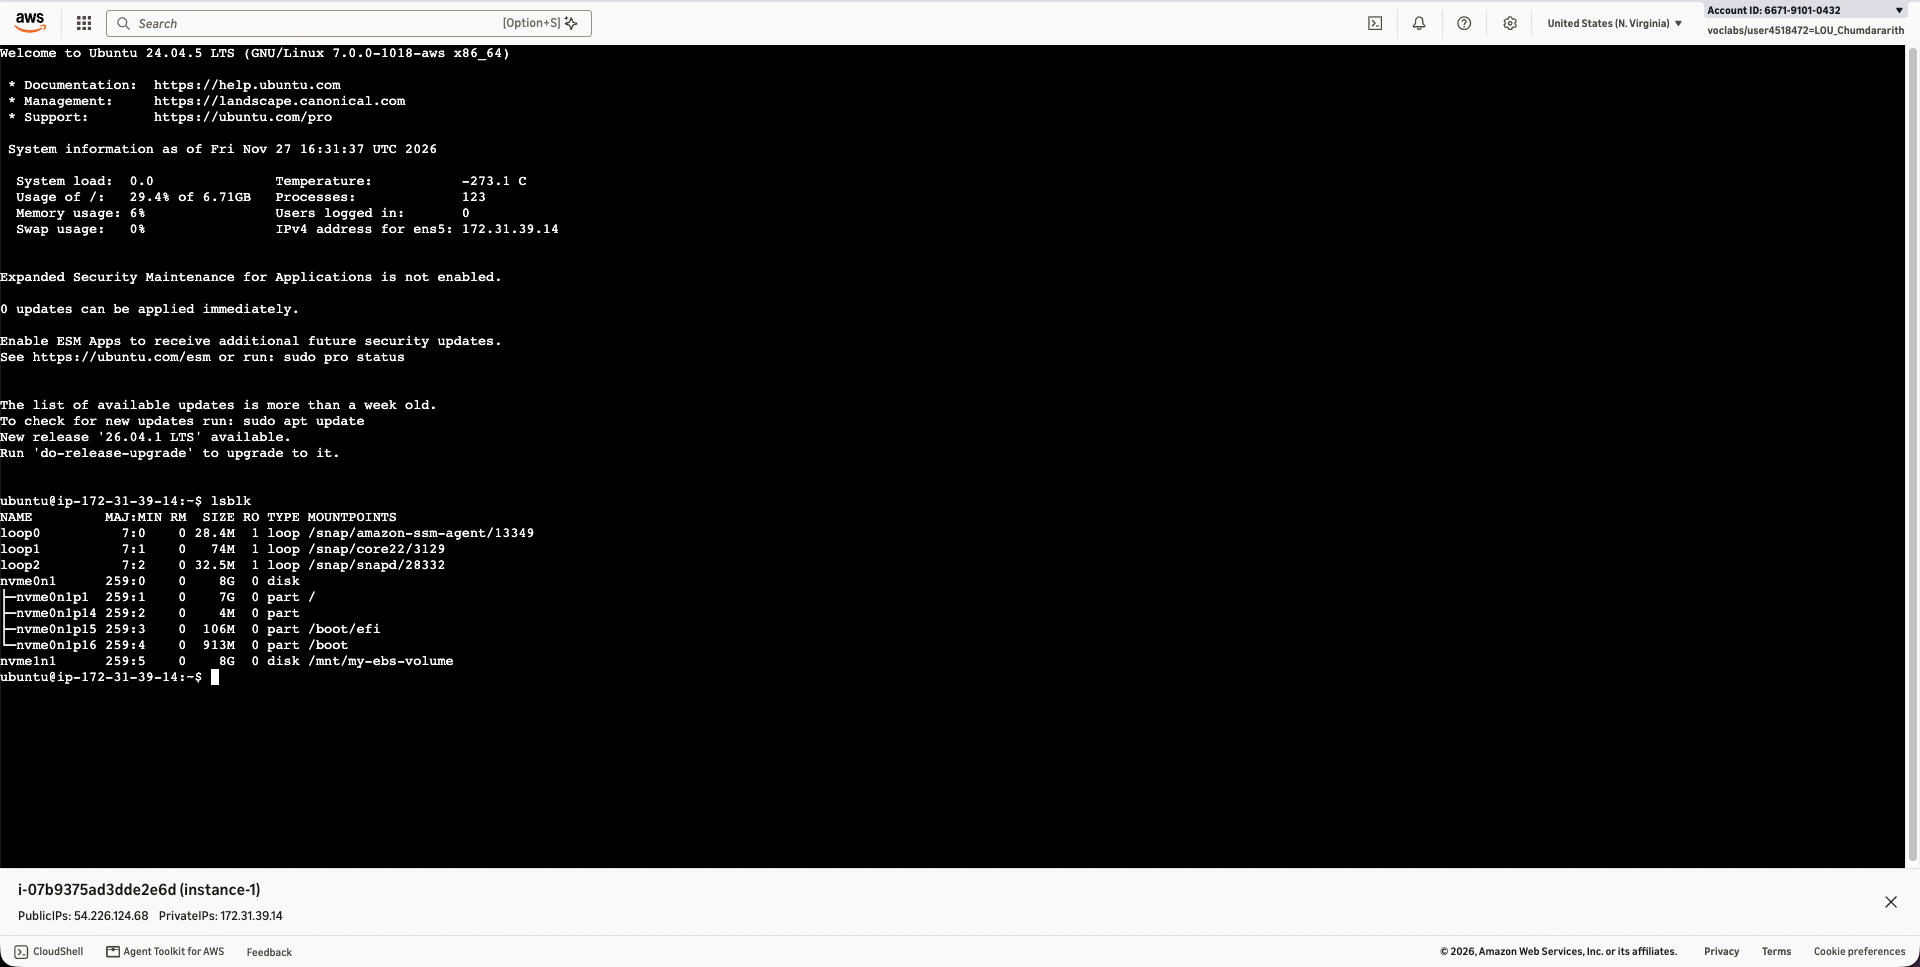 aws
Search [Option+S]
United States (N. Virginia) ▼
Account ID: 6671-9101-0432 ▼
voclabs/user4518472=LOU_Chumdararith
Welcome to Ubuntu 24.04.5 LTS (GNU/Linux 7.0.0-1018-aws x86_64)
* Documentation:  https://help.ubuntu.com
* Management:     https://landscape.canonical.com
* Support:        https://ubuntu.com/pro
System information as of Fri Nov 27 16:31:37 UTC 2026
System load:  0.0               Temperature:           -273.1 C
Usage of /:   29.4% of 6.71GB   Processes:             123
Memory usage: 6%                Users logged in:       0
Swap usage:   0%                IPv4 address for ens5: 172.31.39.14
Expanded Security Maintenance for Applications is not enabled.
0 updates can be applied immediately.
Enable ESM Apps to receive additional future security updates.
See https://ubuntu.com/esm or run: sudo pro status
The list of available updates is more than a week old.
To check for new updates run: sudo apt update
New release '26.04.1 LTS' available.
Run 'do-release-upgrade' to upgrade to it.
ubuntu@ip-172-31-39-14:~$ lsblk
NAME         MAJ:MIN RM  SIZE RO TYPE MOUNTPOINTS
loop0          7:0    0 28.4M  1 loop /snap/amazon-ssm-agent/13349
loop1          7:1    0   74M  1 loop /snap/core22/3129
loop2          7:2    0 32.5M  1 loop /snap/snapd/28332
nvme0n1      259:0    0    8G  0 disk
├─nvme0n1p1  259:1    0    7G  0 part /
├─nvme0n1p14 259:2    0    4M  0 part
├─nvme0n1p15 259:3    0  106M  0 part /boot/efi
└─nvme0n1p16 259:4    0  913M  0 part /boot
nvme1n1      259:5    0    8G  0 disk /mnt/my-ebs-volume
ubuntu@ip-172-31-39-14:~$
i-07b9375ad3dde2e6d (instance-1)
PublicIPs: 54.226.124.68 PrivateIPs: 172.31.39.14
CloudShell Agent Toolkit for AWS Feedback
© 2026, Amazon Web Services, Inc. or its affiliates. Privacy Terms Cookie preferences